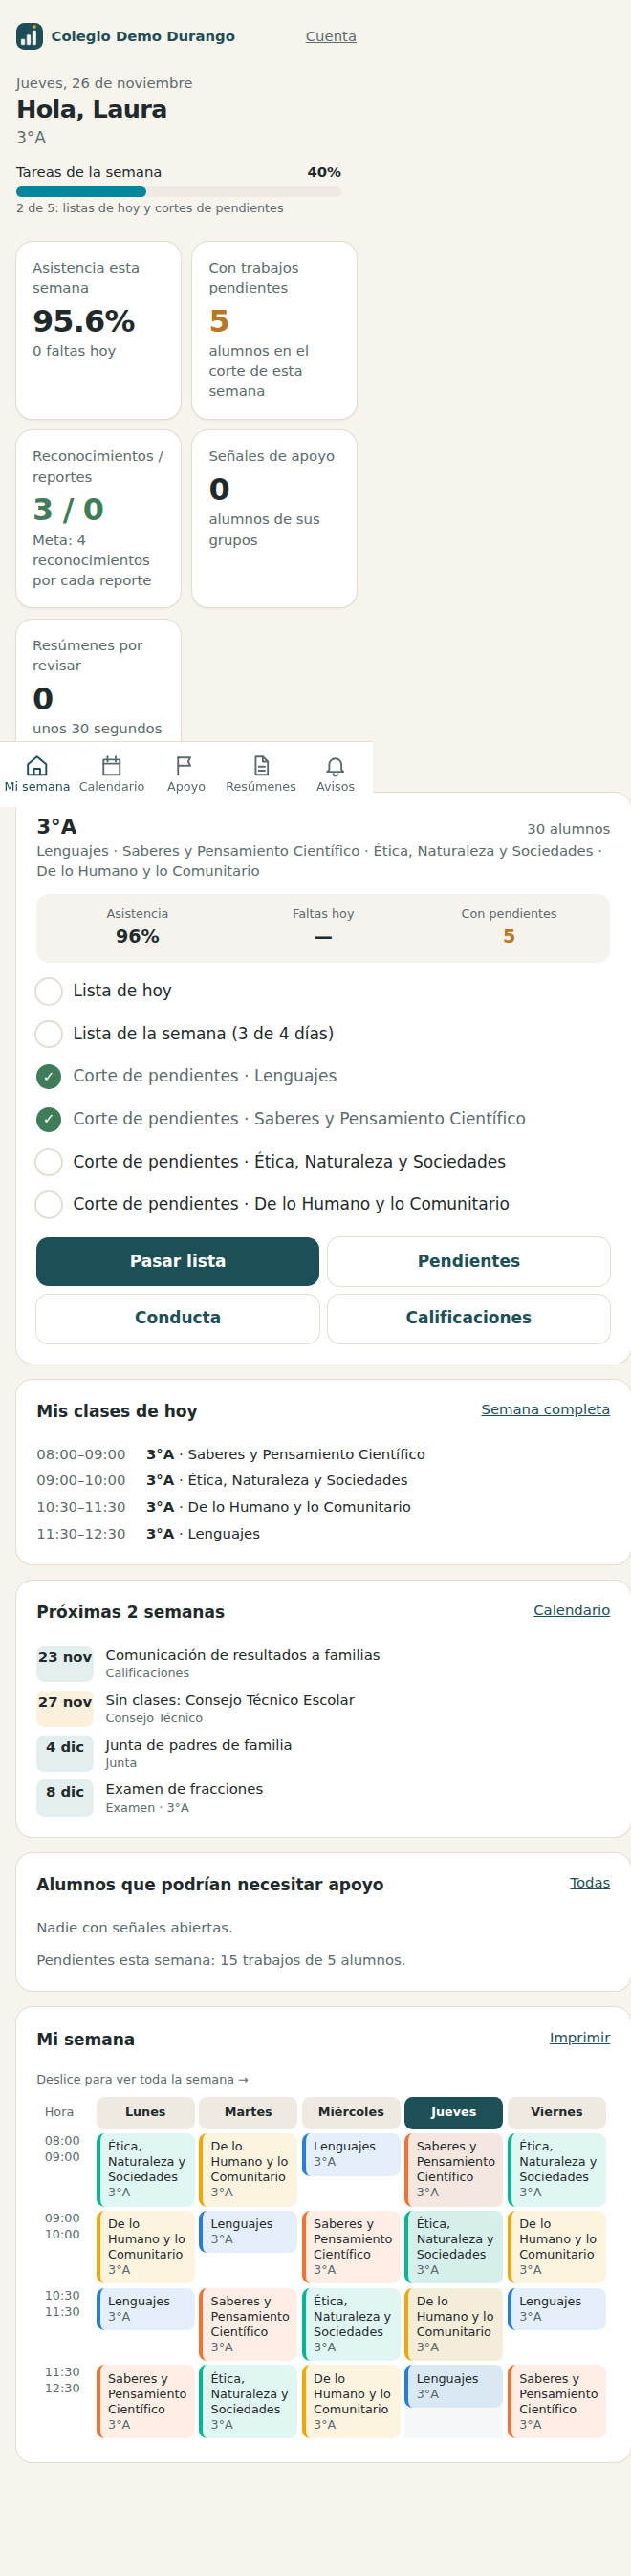 Colegio Demo Durango
Cuenta
Jueves, 26 de noviembre
Hola, Laura
3°A
Tareas de la semana 40%
2 de 5: listas de hoy y cortes de pendientes
Asistencia esta
semana
95.6%
0 faltas hoy
Con trabajos
pendientes
5
alumnos en el
corte de esta
semana
Reconocimientos /
reportes
3 / 0
Meta: 4
reconocimientos
por cada reporte
Señales de apoyo
0
alumnos de sus
grupos
Resúmenes por
revisar
0
unos 30 segundos
Mi semana
Calendario
Apoyo
Resúmenes
Avisos
3°A
30 alumnos
Lenguajes · Saberes y Pensamiento Científico · Ética, Naturaleza y Sociedades ·
De lo Humano y lo Comunitario
Asistencia
96%
Faltas hoy
—
Con pendientes
5
Lista de hoy
Lista de la semana (3 de 4 días)
✓ Corte de pendientes · Lenguajes
✓ Corte de pendientes · Saberes y Pensamiento Científico
Corte de pendientes · Ética, Naturaleza y Sociedades
Corte de pendientes · De lo Humano y lo Comunitario
Pasar lista
Pendientes
Conducta
Calificaciones
Mis clases de hoy
Semana completa
08:00–09:00 3°A · Saberes y Pensamiento Científico
09:00–10:00 3°A · Ética, Naturaleza y Sociedades
10:30–11:30 3°A · De lo Humano y lo Comunitario
11:30–12:30 3°A · Lenguajes
Próximas 2 semanas
Calendario
23 nov
Comunicación de resultados a familias
Calificaciones
27 nov
Sin clases: Consejo Técnico Escolar
Consejo Técnico
4 dic
Junta de padres de familia
Junta
8 dic
Examen de fracciones
Examen · 3°A
Alumnos que podrían necesitar apoyo
Todas
Nadie con señales abiertas.
Pendientes esta semana: 15 trabajos de 5 alumnos.
Mi semana
Imprimir
Deslice para ver toda la semana →
Hora Lunes Martes Miércoles Jueves Viernes
08:00
09:00
Ética,
Naturaleza y
Sociedades
3°A
De lo
Humano y lo
Comunitario
3°A
Lenguajes
3°A
Saberes y
Pensamiento
Científico
3°A
Ética,
Naturaleza y
Sociedades
3°A
09:00
10:00
De lo
Humano y lo
Comunitario
3°A
Lenguajes
3°A
Saberes y
Pensamiento
Científico
3°A
Ética,
Naturaleza y
Sociedades
3°A
De lo
Humano y lo
Comunitario
3°A
10:30
11:30
Lenguajes
3°A
Saberes y
Pensamiento
Científico
3°A
Ética,
Naturaleza y
Sociedades
3°A
De lo
Humano y lo
Comunitario
3°A
Lenguajes
3°A
11:30
12:30
Saberes y
Pensamiento
Científico
3°A
Ética,
Naturaleza y
Sociedades
3°A
De lo
Humano y lo
Comunitario
3°A
Lenguajes
3°A
Saberes y
Pensamiento
Científico
3°A